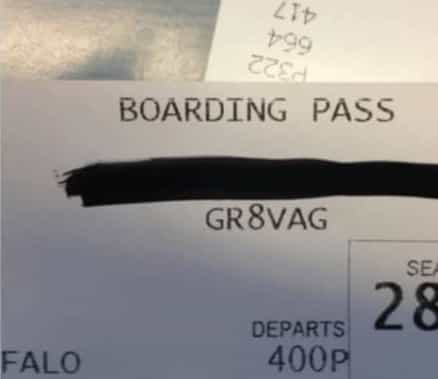 417
664
P322
BOARDING PASS
GR8VAG
SEA
28
DEPARTS
400P
FALO